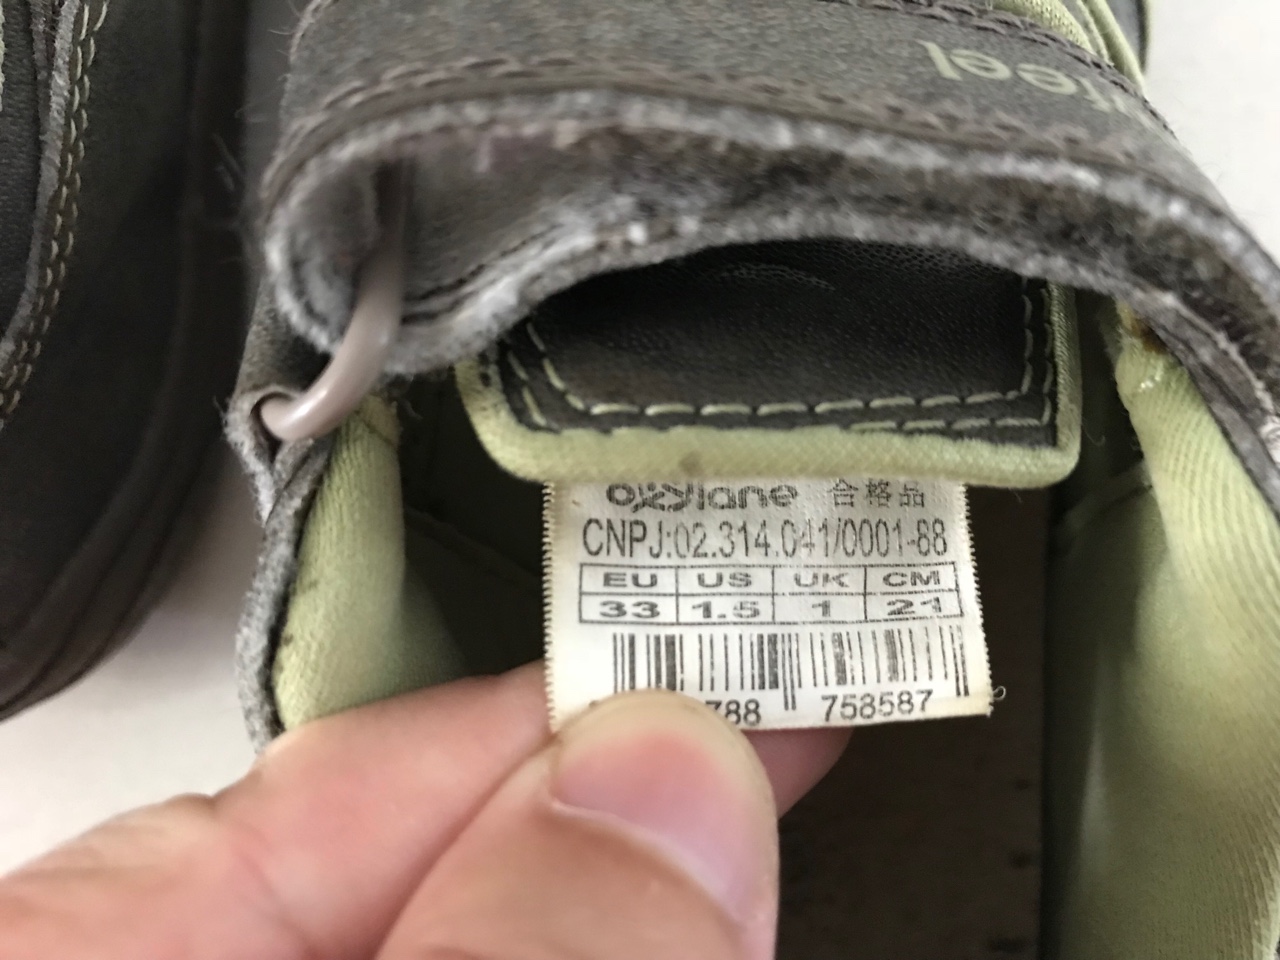 oxylane 合格品
CNPJ:02.314.041/0001-88
EU US UK CM
33 1.5 1 21
788 758587